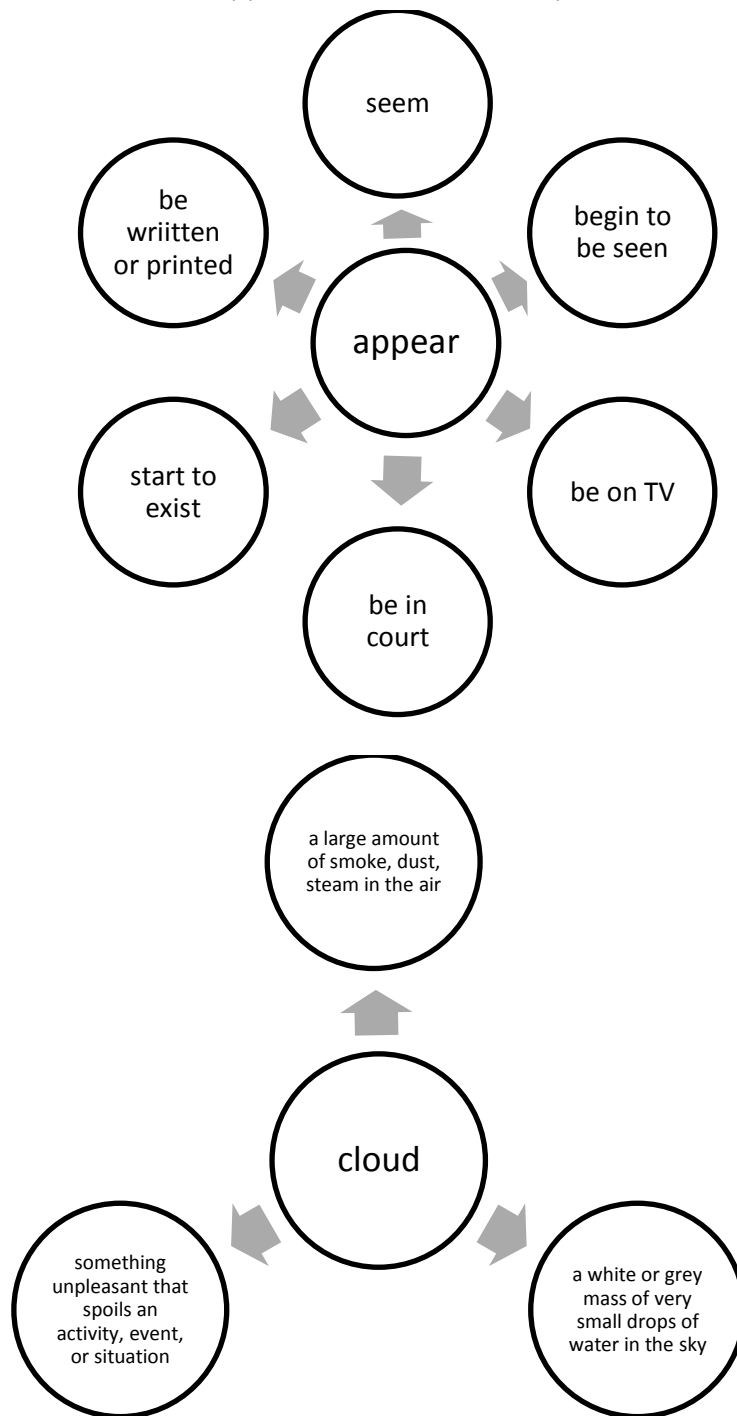 seem
be
wriitten
or printed
begin to
be seen
appear
start to
exist
be on TV
be in
court
a large amount
of smoke, dust,
steam in the air
cloud
something
unpleasant that
spoils an
activity, event,
or situation
a white or grey
mass of very
small drops of
water in the sky